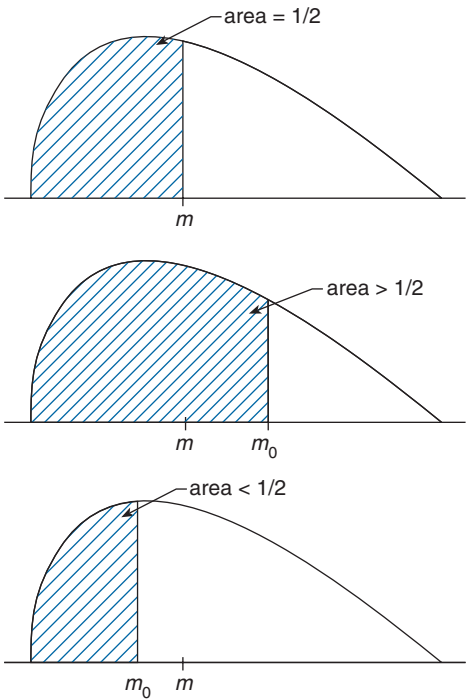 area = 1/2
m
area > 1/2
m m₀
area < 1/2
m₀ m